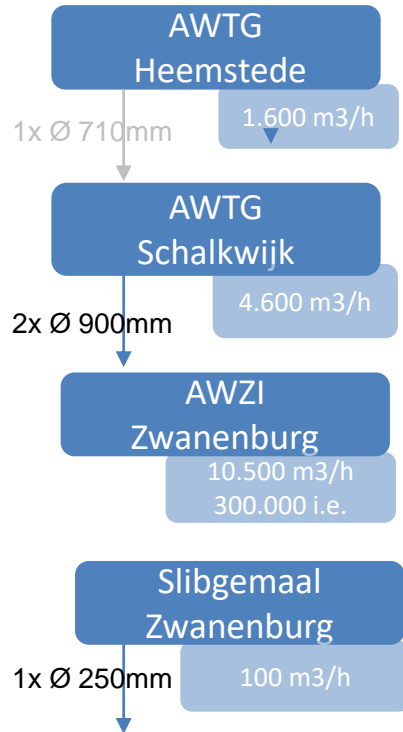 AWTG
Heemstede
1x Ø 710mm
1.600 m3/h
AWTG
Schalkwijk
2x Ø 900mm
4.600 m3/h
AWZI
Zwanenburg
10.500 m3/h
300.000 i.e.
Slibgemaal
Zwanenburg
1x Ø 250mm
100 m3/h